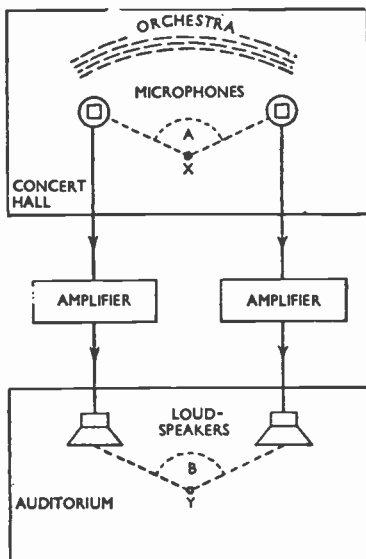 ORCHESTRA
MICROPHONES
A
X
CONCERT
HALL
AMPLIFIER
AMPLIFIER
LOUD-
SPEAKERS
B
Y
AUDITORIUM